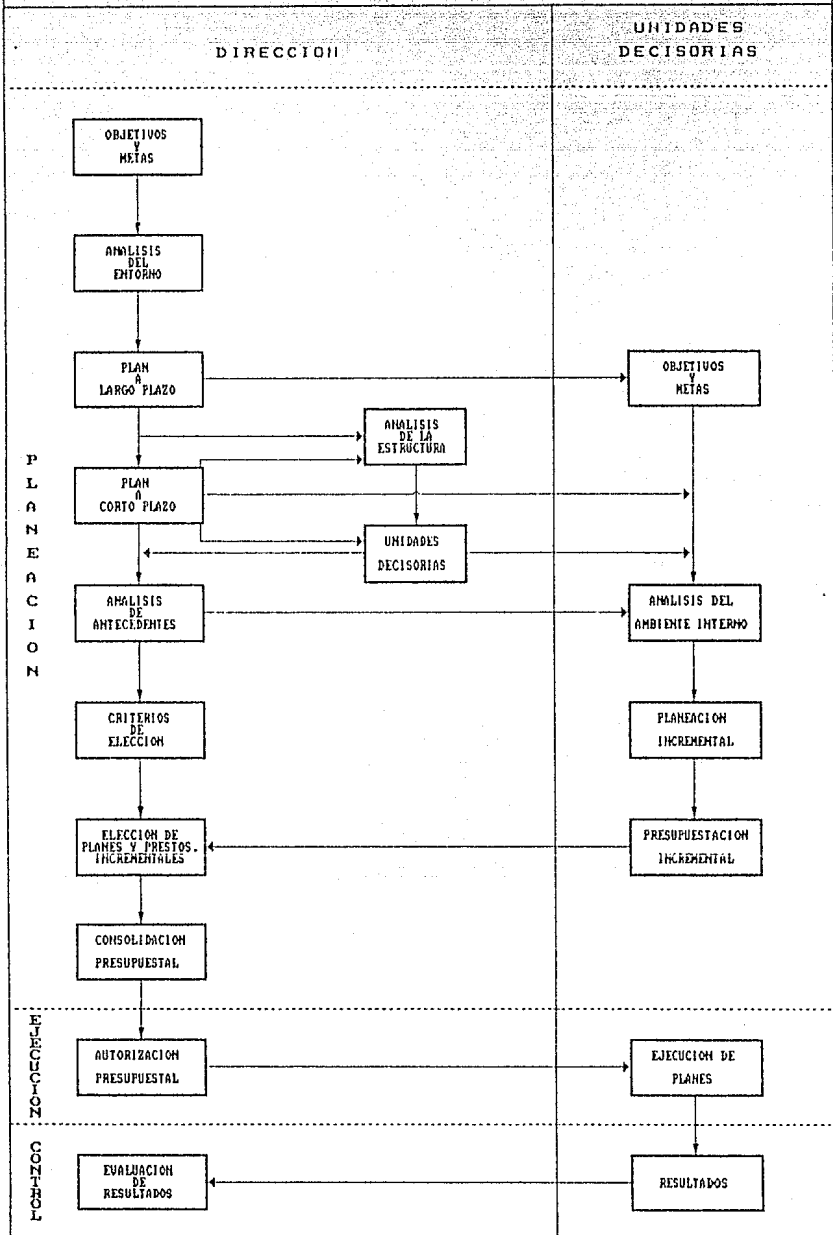 DIRECCION
UNIDADES
DECISORIAS
PLANEACION
OBJETIVOS
Y
METAS
ANALISIS
DEL
ENTORNO
PLAN
A
LARGO PLAZO
OBJETIVOS
Y
METAS
ANALISIS
DE LA
ESTRUCTURA
PLAN
A
CORTO PLAZO
UNIDADES
DECISORIAS
ANALISIS
DE
ANTECEDENTES
ANALISIS DEL
AMBIENTE INTERNO
CRITERIOS
DE
ELECCION
PLANEACION
INCREMENTAL
ELECCION DE
PLANES Y PRESTOS.
INCREMENTALES
PRESUPUESTACION
INCREMENTAL
CONSOLIDACION
PRESUPUESTAL
EJECUCION
AUTORIZACION
PRESUPUESTAL
EJECUCION DE
PLANES
CONTROL
EVALUACION
DE
RESULTADOS
RESULTADOS